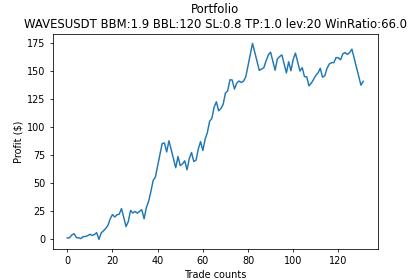 Portfolio
WAVESUSDT BBM:1.9 BBL:120 SL:0.8 TP:1.0 lev:20 WinRatio:66.0
175
150
125
100
75
50
25
0
Profit ($)
0 20 40 60 80 100 120
Trade counts